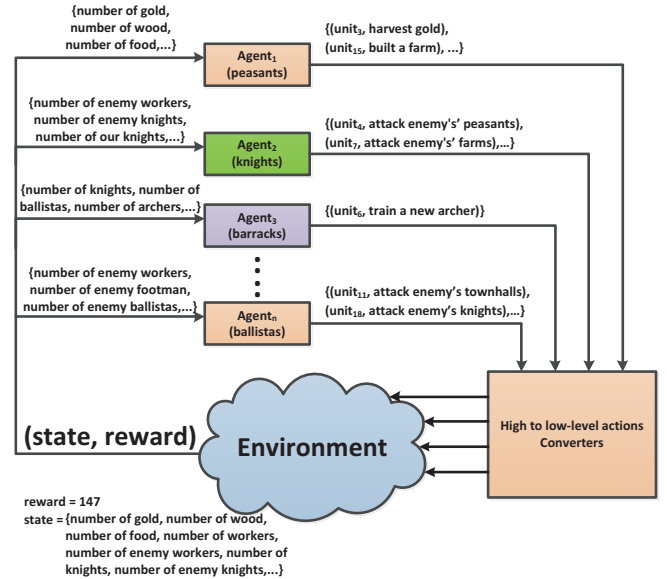 {number of gold,
number of wood,
number of food,...}
Agent₁
(peasants)
{(unit₃, harvest gold),
(unit₁₅, built a farm), ...}
{number of enemy workers,
number of enemy knights,
number of our knights,...}
Agent₂
(knights)
{(unit₄, attack enemy's' peasants),
(unit₇, attack enemy's' farms),...}
{number of knights, number of
ballistas, number of archers,...}
Agent₃
(barracks)
{(unit₆, train a new archer)}
{number of enemy workers,
number of enemy footman,
number of enemy ballistas,...}
Agentₙ
(ballistas)
{(unit₁₁, attack enemy's townhalls),
(unit₁₈, attack enemy's knights),...}
High to low-level actions
Converters
(state, reward)
Environment
reward = 147
state = {number of gold, number of wood,
number of food, number of workers,
number of enemy workers, number of
knights, number of enemy knights,...}